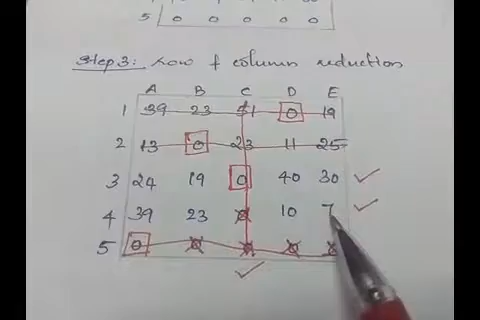 5 0 0 0 0 0
Step 3: row & column reduction
A B C D E
1 39 23 51 0 19
2 13 0 23 11 25
3 24 19 0 40 30
4 39 23 0 10 7
5 0 0 0 0 0